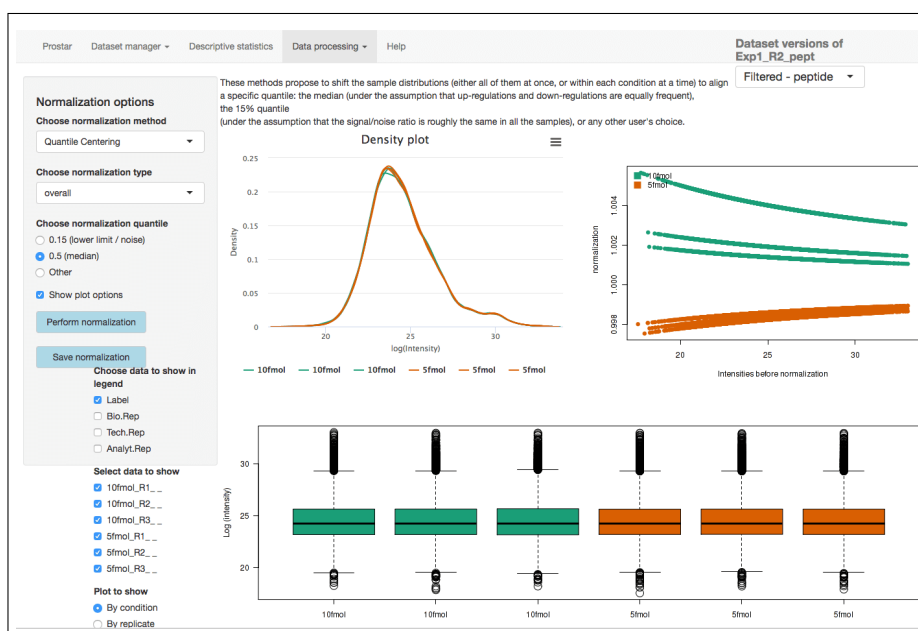 Prostar Dataset manager Descriptive statistics Data processing Help
Dataset versions of
Exp1_R2_pept
Filtered - peptide
Normalization options
Choose normalization method
Quantile Centering
Choose normalization type
overall
Choose normalization quantile
0.15 (lower limit / noise)
0.5 (median)
Other
Show plot options
Perform normalization
Save normalization
Choose data to show in
legend
Label
Bio.Rep
Tech.Rep
Analyt.Rep
Select data to show
10fmol_R1_ _
10fmol_R2_ _
10fmol_R3_ _
5fmol_R1_ _
5fmol_R2_ _
5fmol_R3_ _
Plot to show
By condition
By replicate
These methods propose to shift the sample distributions (either all of them at once, or within each condition at a time) to align
a specific quantile: the median (under the assumption that up-regulations and down-regulations are equally frequent),
the 15% quantile
(under the assumption that the signal/noise ratio is roughly the same in all the samples), or any other user's choice.
Density plot
0.25
0.2
0.15
0.1
0.05
0
Density
20 25 30
log(Intensity)
10fmol 10fmol 10fmol 5fmol 5fmol 5fmol
10fmol
5fmol
1.004
1.002
1.000
0.998
normalization
20 25 30
Intensities before normalization
30
25
20
Log (intensity)
10fmol 10fmol 10fmol 5fmol 5fmol 5fmol